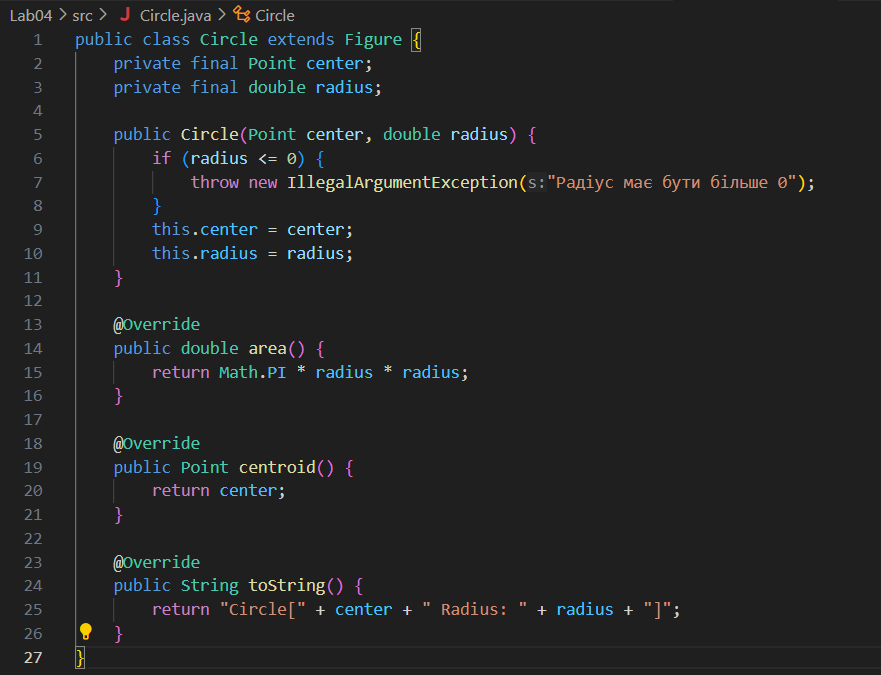 Lab04 > src > J Circle.java > Circle
1 public class Circle extends Figure {
2     private final Point center;
3     private final double radius;
4
5     public Circle(Point center, double radius) {
6         if (radius <= 0) {
7             throw new IllegalArgumentException(s:"Радіус має бути більше 0");
8         }
9         this.center = center;
10         this.radius = radius;
11     }
12
13     @Override
14     public double area() {
15         return Math.PI * radius * radius;
16     }
17
18     @Override
19     public Point centroid() {
20         return center;
21     }
22
23     @Override
24     public String toString() {
25         return "Circle[" + center + " Radius: " + radius + "]";
26     }
27 }